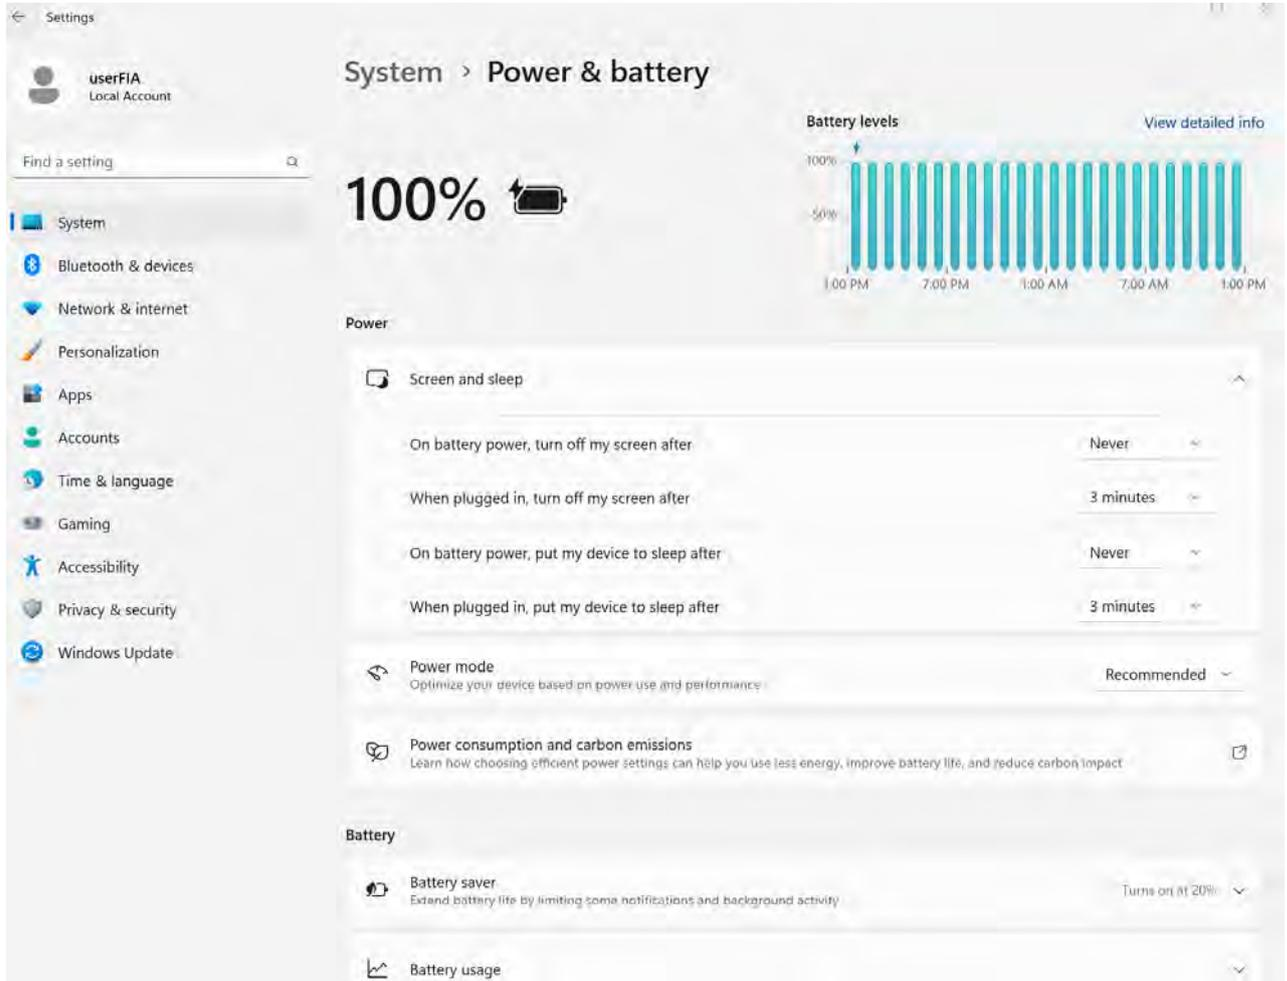 Settings
userFIA
Local Account
Find a setting
System
Bluetooth & devices
Network & internet
Personalization
Apps
Accounts
Time & language
Gaming
Accessibility
Privacy & security
Windows Update
System > Power & battery
100%
Battery levels
View detailed info
100%
50%
1:00 PM 7:00 PM 1:00 AM 7:00 AM 1:00 PM
Power
Screen and sleep
On battery power, turn off my screen after Never
When plugged in, turn off my screen after 3 minutes
On battery power, put my device to sleep after Never
When plugged in, put my device to sleep after 3 minutes
Power mode
Optimize your device based on power use and performance
Recommended
Power consumption and carbon emissions
Learn how choosing efficient power settings can help you use less energy, improve battery life, and reduce carbon impact
Battery
Battery saver
Extend battery life by limiting some notifications and background activity
Turns on at 20%
Battery usage